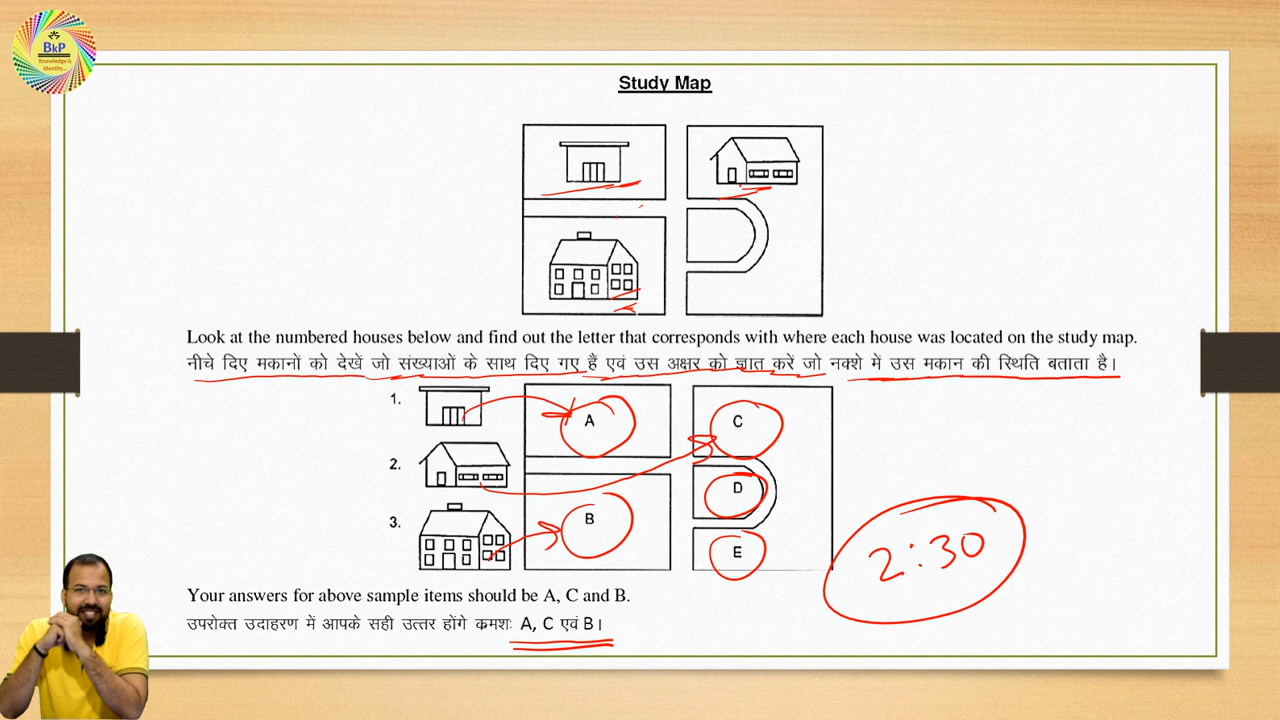 BkP
Knowledge is
Identity...
Study Map
Look at the numbered houses below and find out the letter that corresponds with where each house was located on the study map.
नीचे दिए मकानों को देखें जो संख्याओं के साथ दिए गए हैं एवं उस अक्षर को ज्ञात करें जो नक्शे में उस मकान की स्थिति बताता है।
1.
A
C
2.
D
3.
B
E
2:30
Your answers for above sample items should be A, C and B.
उपरोक्त उदाहरण में आपके सही उत्तर होंगे क्रमशः A, C एवं B।